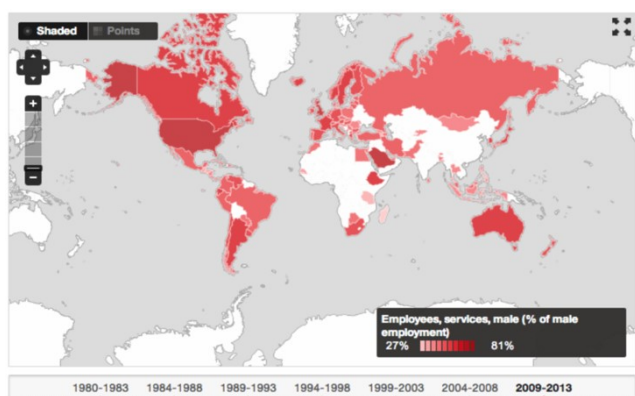 Shaded Points
+
−
Employees, services, male (% of male
employment)
27% 81%
1980-1983 1984-1988 1989-1993 1994-1998 1999-2003 2004-2008 2009-2013